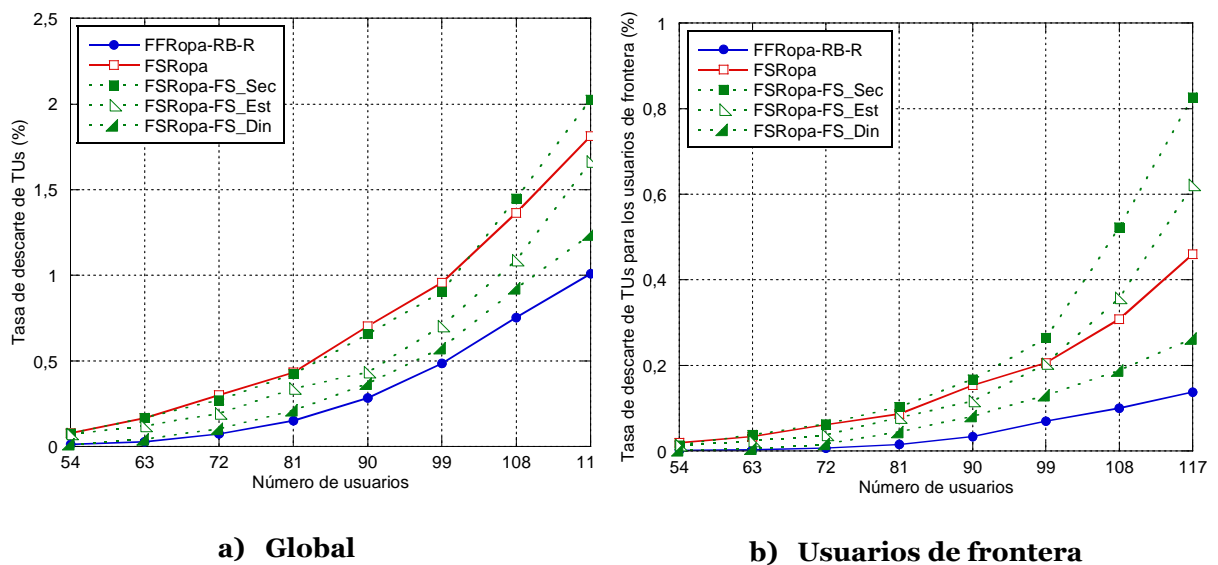 2,5
2
1,5
1
0,5
0
Tasa de descarte de TUs (%)
FFRopa-RB-R
FSRopa
FSRopa-FS_Sec
FSRopa-FS_Est
FSRopa-FS_Din
54 63 72 81 90 99 108 11
Número de usuarios
a) Global
1
0,8
0,6
0,4
0,2
0
Tasa de descarte de TUs para los usuarios de frontera (%)
FFRopa-RB-R
FSRopa
FSRopa-FS_Sec
FSRopa-FS_Est
FSRopa-FS_Din
54 63 72 81 90 99 108 117
Número de usuarios
b) Usuarios de frontera